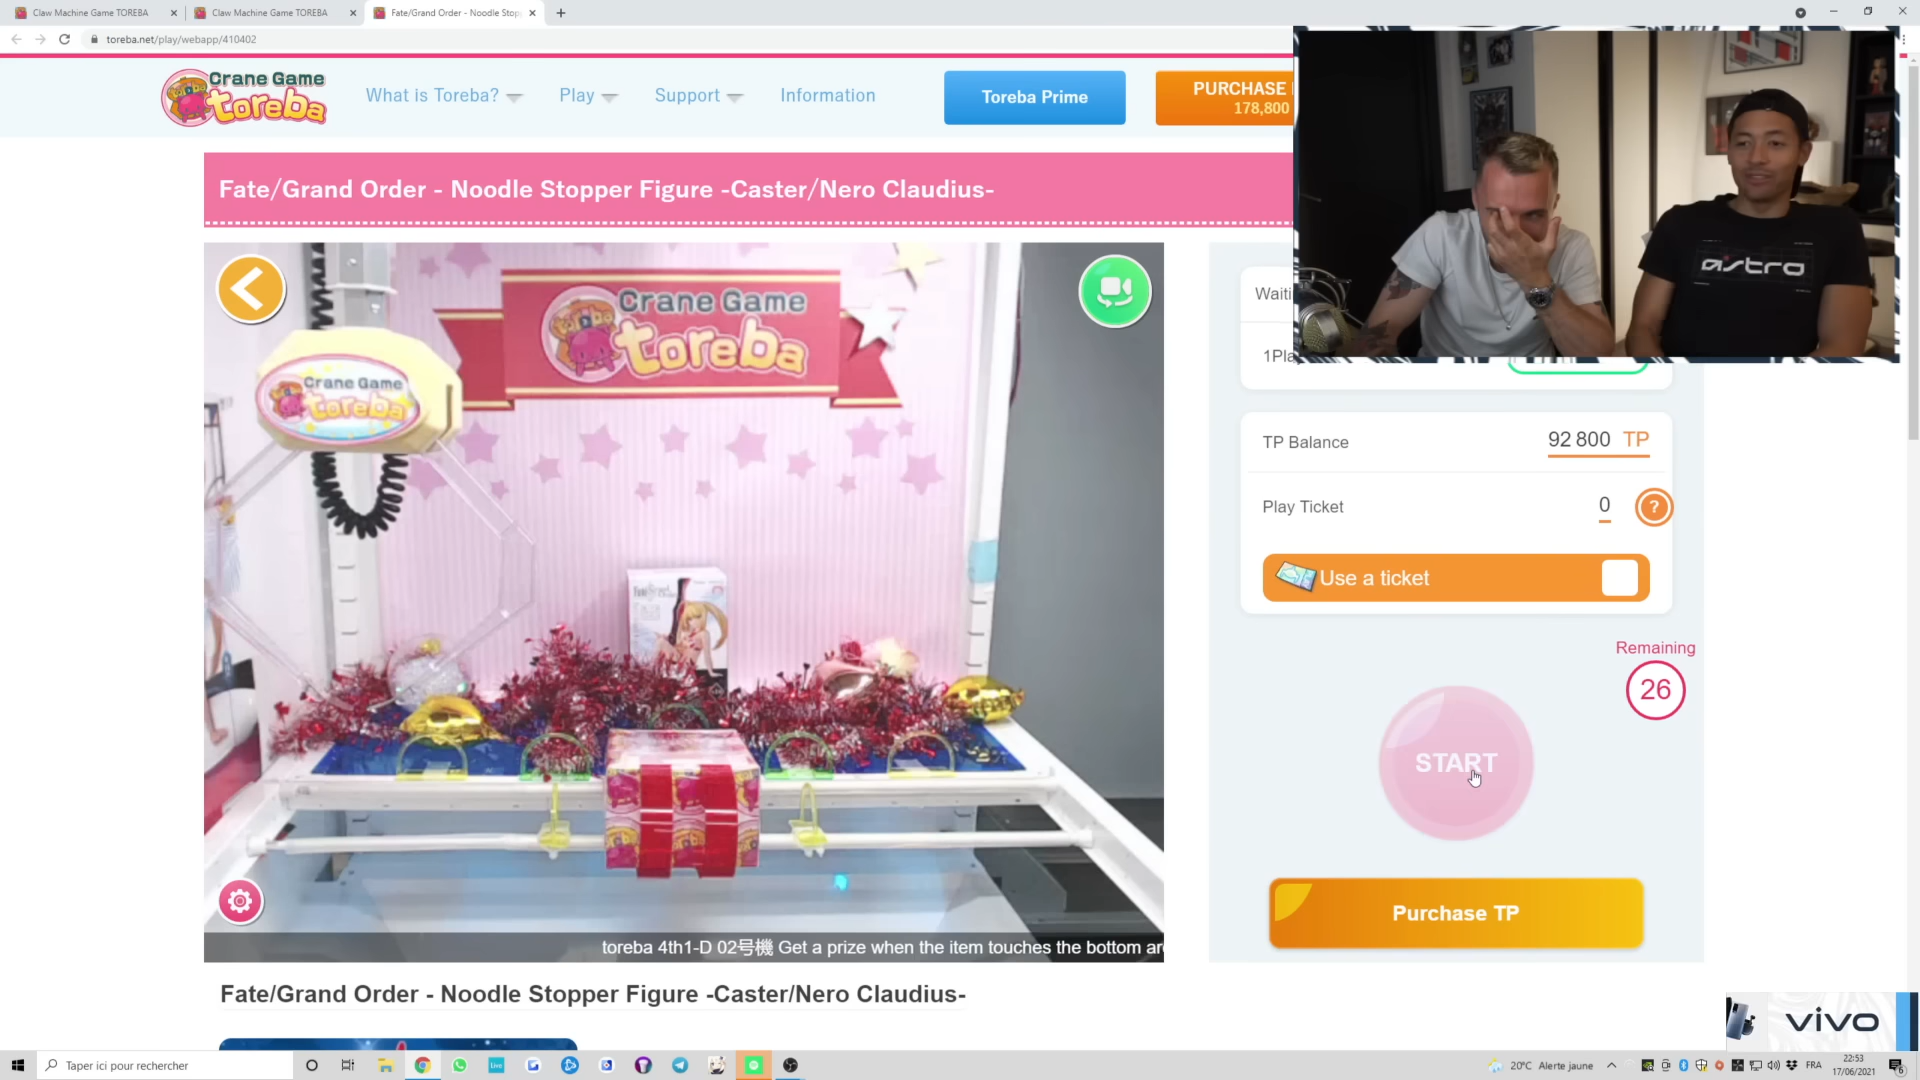 Claw Machine Game TOREBA
Claw Machine Game TOREBA
Fate/Grand Order - Noodle Stop
toreba.net/play/webapp/410402
Crane Game
toreba
What is Toreba?
Play
Support
Information
Toreba Prime
PURCHASE
178,800
Fate/Grand Order - Noodle Stopper Figure -Caster/Nero Claudius-
Crane Game
toreba
Crane Game
toreba
astro
Waiti
1Pla
TP Balance
92 800 TP
Play Ticket
0
?
Use a ticket
Remaining
26
START
Purchase TP
toreba 4th1-D 02号機 Get a prize when the item touches the bottom ar
Fate/Grand Order - Noodle Stopper Figure -Caster/Nero Claudius-
vivo
Taper ici pour rechercher
20°C Alerte jaune
FRA
22:53
17/06/2021